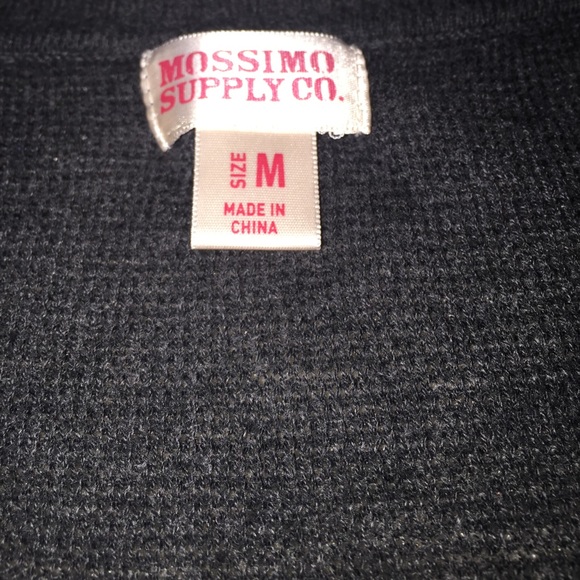 MOSSIMO
SUPPLY CO.
SIZE M
MADE IN
CHINA